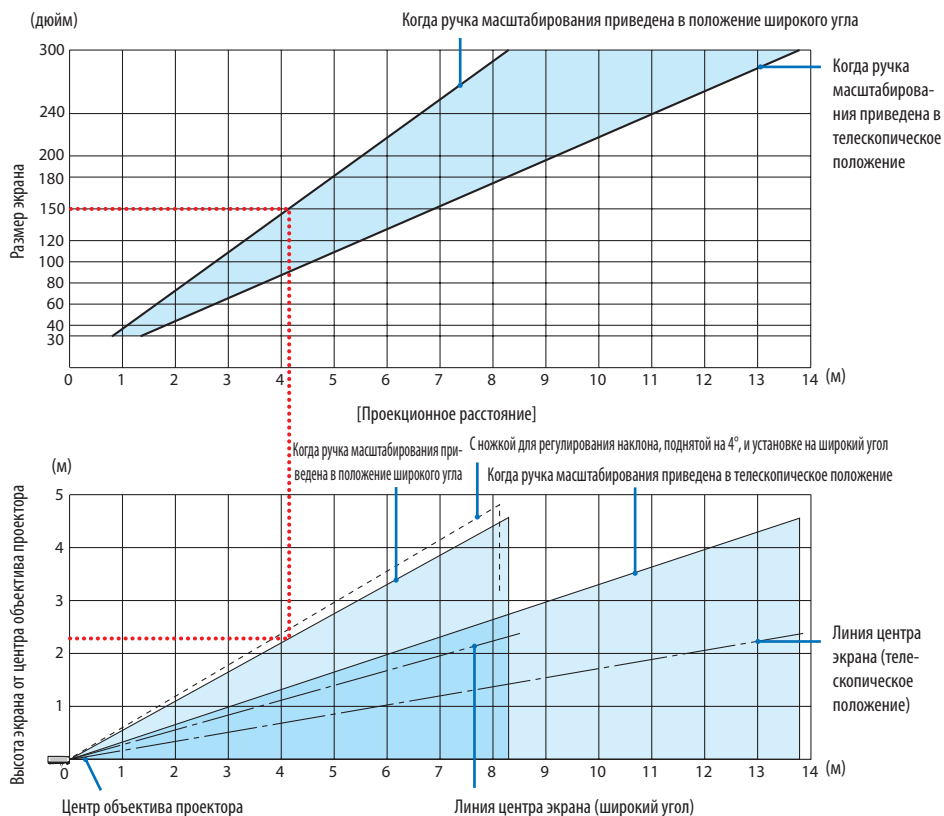 (дюйм)
Когда ручка масштабирования приведена в положение широкого угла
300
240
200
180
150
120
100
80
60
40
30
Размер экрана
Когда ручка
масштабирова-
ния приведена в
телескопическое
положение
0 1 2 3 4 5 6 7 8 9 10 11 12 13 14 (м)
[Проекционное расстояние]
Когда ручка масштабирования при-
ведена в положение широкого угла
С ножкой для регулирования наклона, поднятой на 4°, и установке на широкий угол
Когда ручка масштабирования приведена в телескопическое положение
(м)
5
4
3
2
1
Высота экрана от центра объектива проектора
Линия центра
экрана (теле-
скопическое
положение)
0 1 2 3 4 5 6 7 8 9 10 11 12 13 14 (м)
Центр объектива проектора
Линия центра экрана (широкий угол)